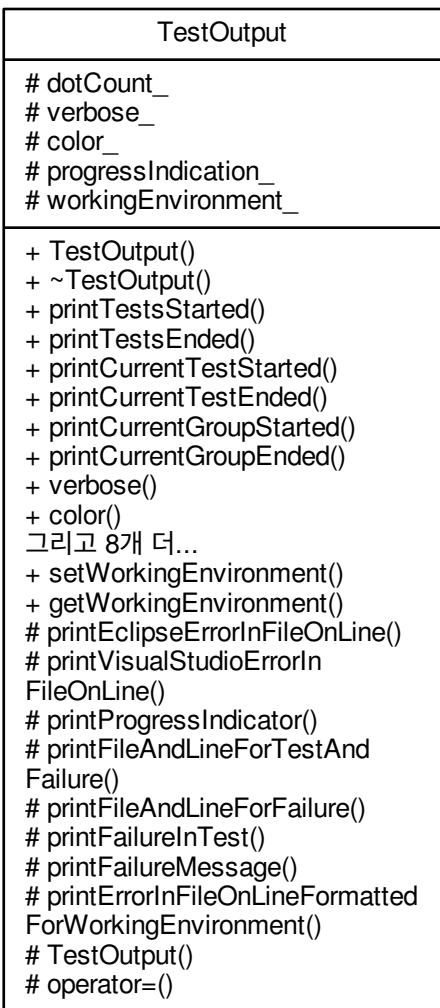 TestOutput
# dotCount_
# verbose_
# color_
# progressIndication_
# workingEnvironment_
+ TestOutput()
+ ~TestOutput()
+ printTestsStarted()
+ printTestsEnded()
+ printCurrentTestStarted()
+ printCurrentTestEnded()
+ printCurrentGroupStarted()
+ printCurrentGroupEnded()
+ verbose()
+ color()
그리고 8개 더...
+ setWorkingEnvironment()
+ getWorkingEnvironment()
# printEclipseErrorInFileOnLine()
# printVisualStudioErrorIn
FileOnLine()
# printProgressIndicator()
# printFileAndLineForTestAnd
Failure()
# printFileAndLineForFailure()
# printFailureInTest()
# printFailureMessage()
# printErrorInFileOnLineFormatted
ForWorkingEnvironment()
# TestOutput()
# operator=()